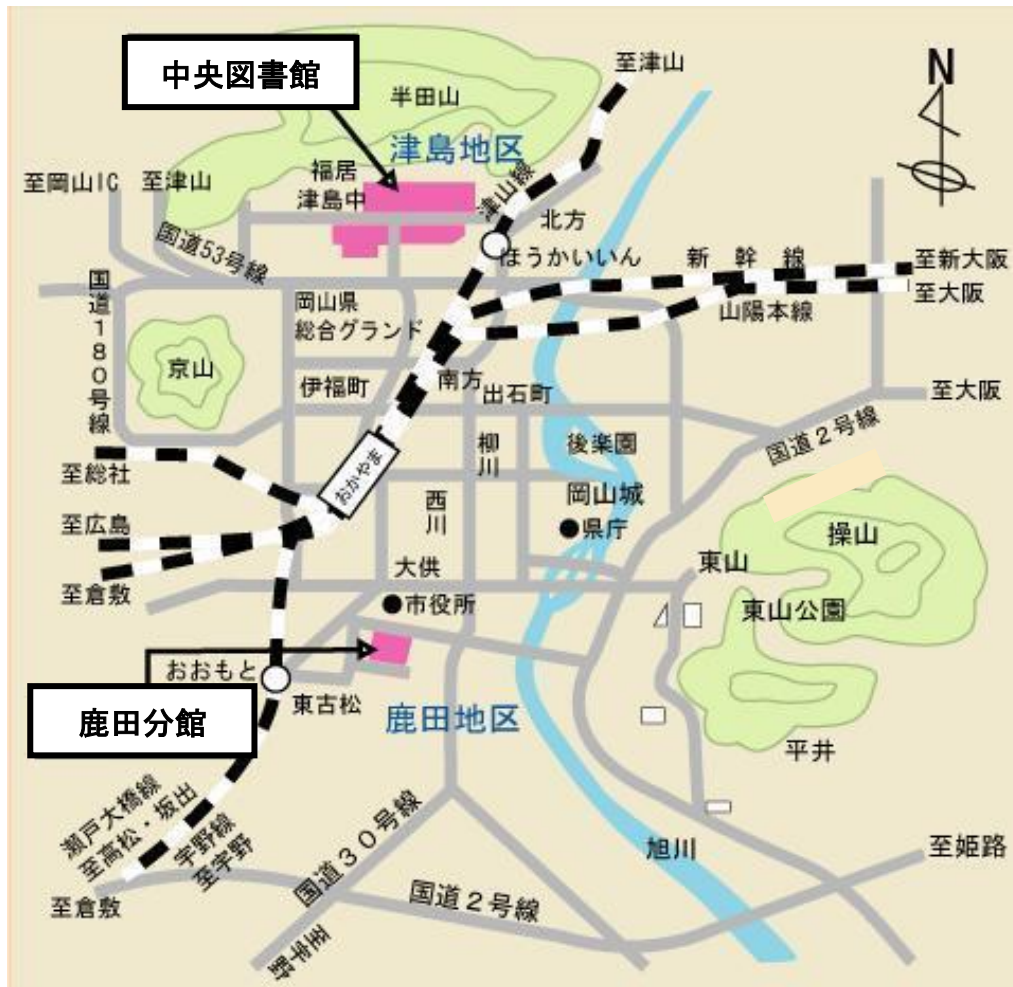 中央図書館
至津山
N
半田山
津島地区
福居
津島中
至岡山IC
至津山
津山線
北方
国道53号線
ほうかいいん
新幹線
至新大阪
至大阪
国道180号線
岡山県
総合グランド
山陽本線
京山
伊福町
南方
出石町
至大阪
国道2号線
柳川
後楽園
至総社
おかやま
西川
岡山城
県庁
至広島
操山
大供
東山
至倉敷
市役所
東山公園
おおもと
東古松
鹿田地区
鹿田分館
平井
瀬戸大橋線
至高松・坂出
宇野線
至宇野
国道30号線
旭川
至姫路
至倉敷
国道2号線
至宇野